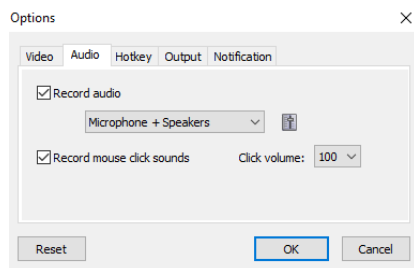 Options
Video Audio Hotkey Output Notification
Record audio
Microphone + Speakers
Record mouse click sounds Click volume: 100
Reset OK Cancel